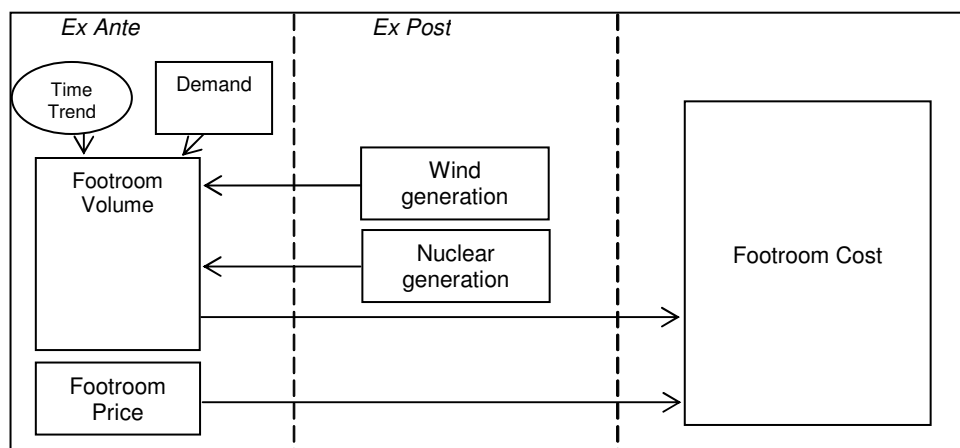 Ex Ante
Ex Post
Time
Trend
Demand
Footroom
Volume
Wind
generation
Nuclear
generation
Footroom Cost
Footroom
Price